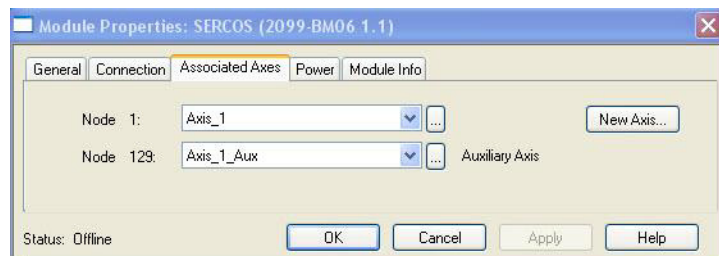 Module Properties: SERCOS (2099-BM06 1.1)
General Connection Associated Axes Power Module Info
Node 1: Axis_1 ... New Axis...
Node 129: Axis_1_Aux ... Auxiliary Axis
Status: Offline OK Cancel Apply Help